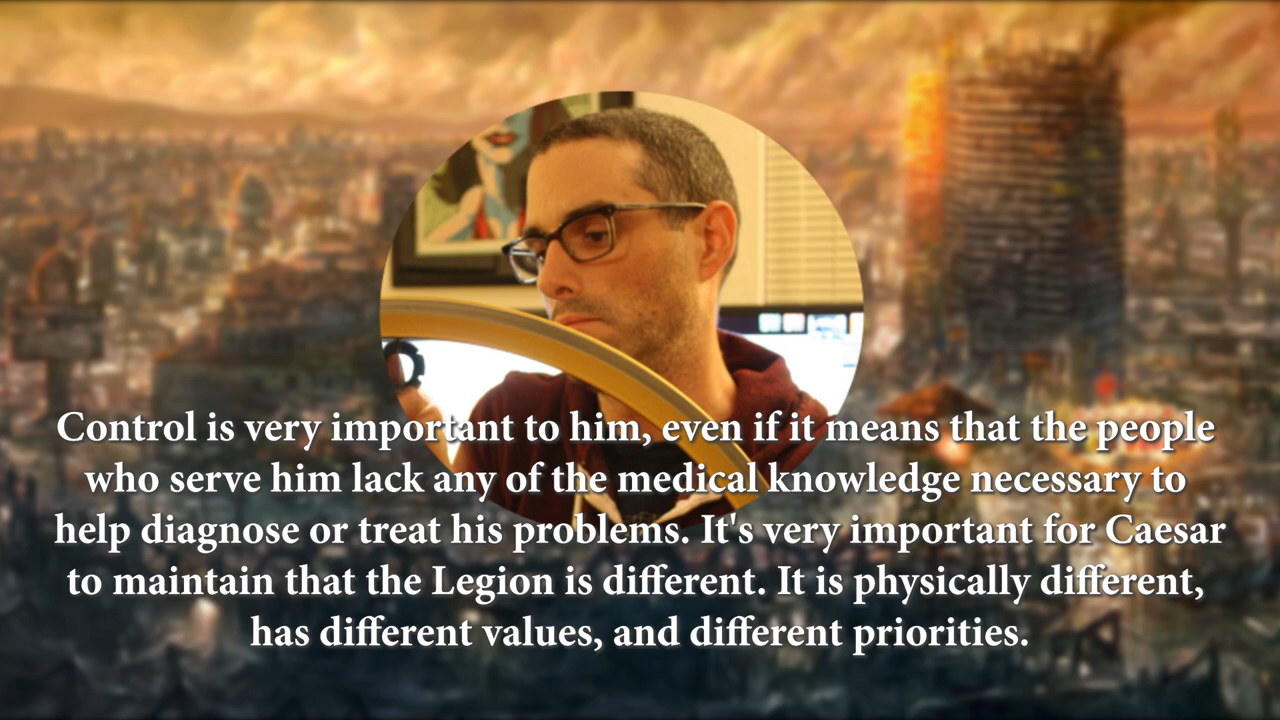 Control is very important to him, even if it means that the people
who serve him lack any of the medical knowledge necessary to
help diagnose or treat his problems. It's very important for Caesar
to maintain that the Legion is different. It is physically different,
has different values, and different priorities.